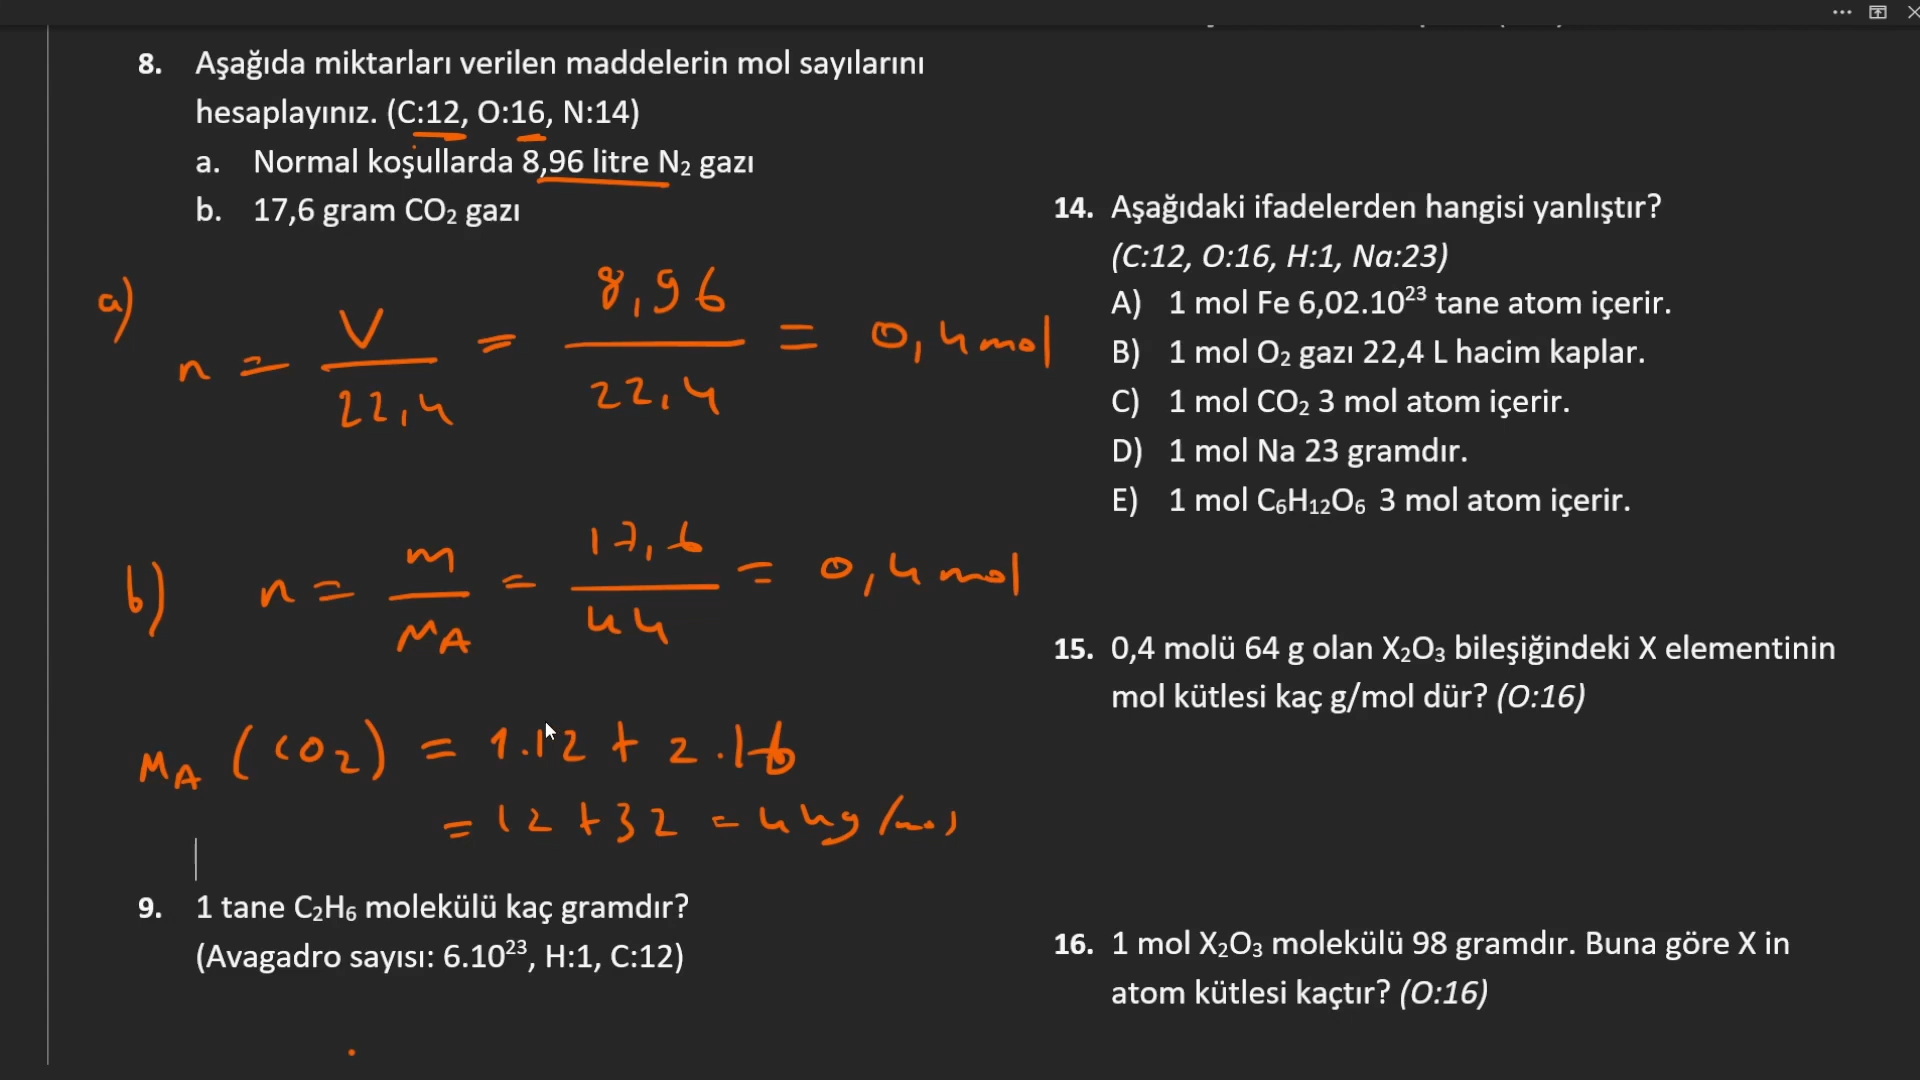 8. Aşağıda miktarları verilen maddelerin mol sayılarını
hesaplayınız. (C:12, O:16, N:14)
a. Normal koşullarda 8,96 litre N₂ gazı
b. 17,6 gram CO₂ gazı
a) n = V / 22,4 = 8,96 / 22,4 = 0,4 mol
b) n = m / MA = 17,6 / 44 = 0,4 mol
MA (CO₂) = 1.12 + 2.16
= 12 + 32 = 44 g/mol
9. 1 tane C₂H₆ molekülü kaç gramdır?
(Avagadro sayısı: 6.10²³, H:1, C:12)
14. Aşağıdaki ifadelerden hangisi yanlıştır?
(C:12, O:16, H:1, Na:23)
A) 1 mol Fe 6,02.10²³ tane atom içerir.
B) 1 mol O₂ gazı 22,4 L hacim kaplar.
C) 1 mol CO₂ 3 mol atom içerir.
D) 1 mol Na 23 gramdır.
E) 1 mol C₆H₁₂O₆ 3 mol atom içerir.
15. 0,4 molü 64 g olan X₂O₃ bileşiğindeki X elementinin
mol kütlesi kaç g/mol dür? (O:16)
16. 1 mol X₂O₃ molekülü 98 gramdır. Buna göre X in
atom kütlesi kaçtır? (O:16)